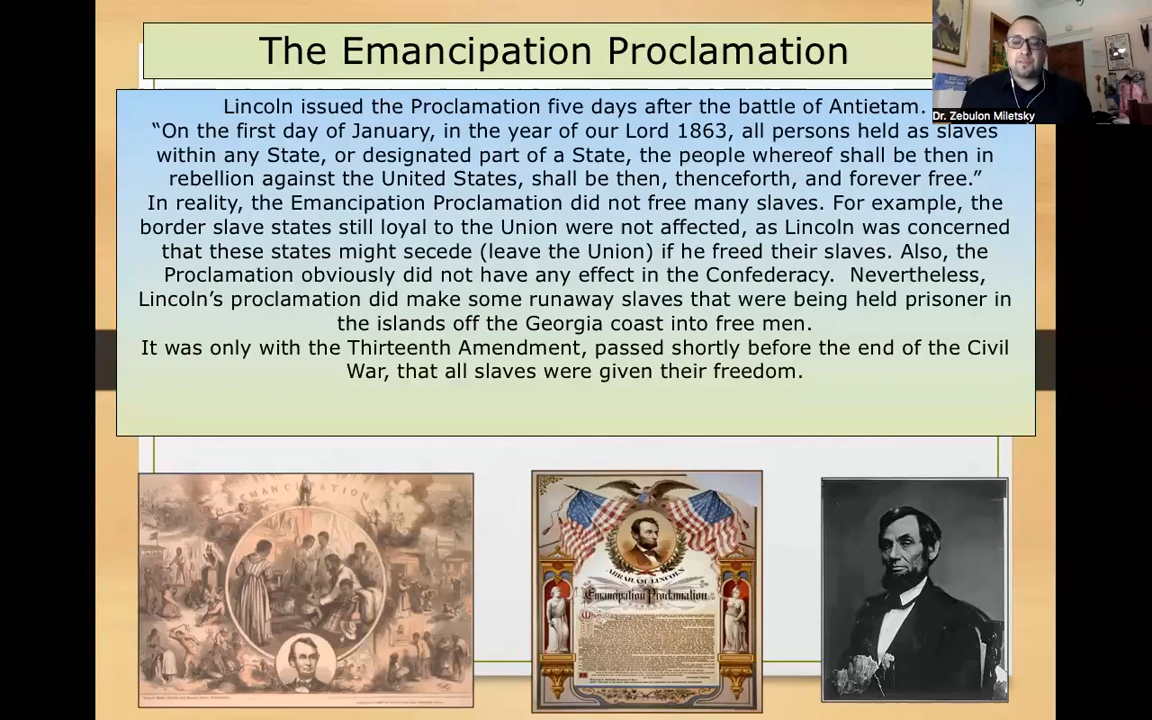 The Emancipation Proclamation
Dr. Zebulon Miletsky
Lincoln issued the Proclamation five days after the battle of Antietam.
“On the first day of January, in the year of our Lord 1863, all persons held as slaves
within any State, or designated part of a State, the people whereof shall be then in
rebellion against the United States, shall be then, thenceforth, and forever free.”
In reality, the Emancipation Proclamation did not free many slaves. For example, the
border slave states still loyal to the Union were not affected, as Lincoln was concerned
that these states might secede (leave the Union) if he freed their slaves. Also, the
Proclamation obviously did not have any effect in the Confederacy.  Nevertheless,
Lincoln’s proclamation did make some runaway slaves that were being held prisoner in
the islands off the Georgia coast into free men.
It was only with the Thirteenth Amendment, passed shortly before the end of the Civil
War, that all slaves were given their freedom.
EMANCIPATION
ABRAHAM LINCOLN
Emancipation Proclamation